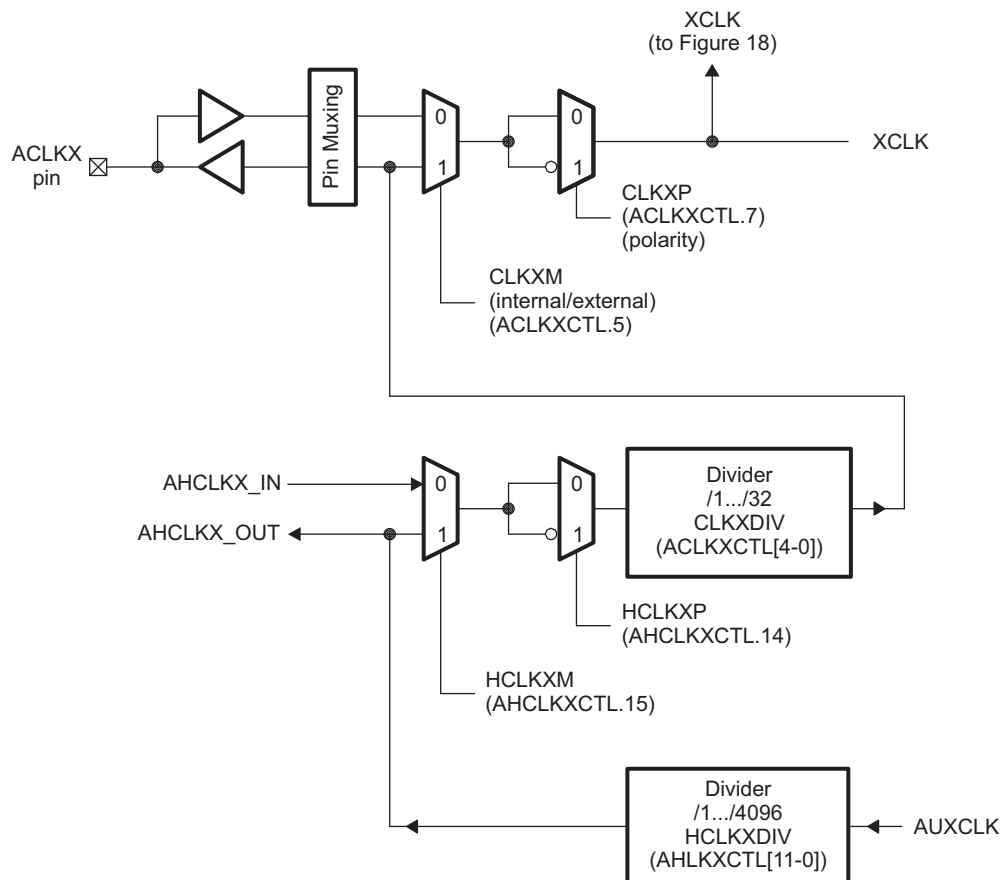 XCLK
(to Figure 18)
Pin Muxing
0
1
0
1
ACLKX
pin
XCLK
CLKXP
(ACLKXCTL.7)
(polarity)
CLKXM
(internal/external)
(ACLKXCTL.5)
AHCLKX_IN
AHCLKX_OUT
0
1
0
1
Divider
/1.../32
CLKXDIV
(ACLKXCTL[4-0])
HCLKXP
(AHCLKXCTL.14)
HCLKXM
(AHCLKXCTL.15)
Divider
/1.../4096
HCLKXDIV
(AHLKXCTL[11-0])
AUXCLK